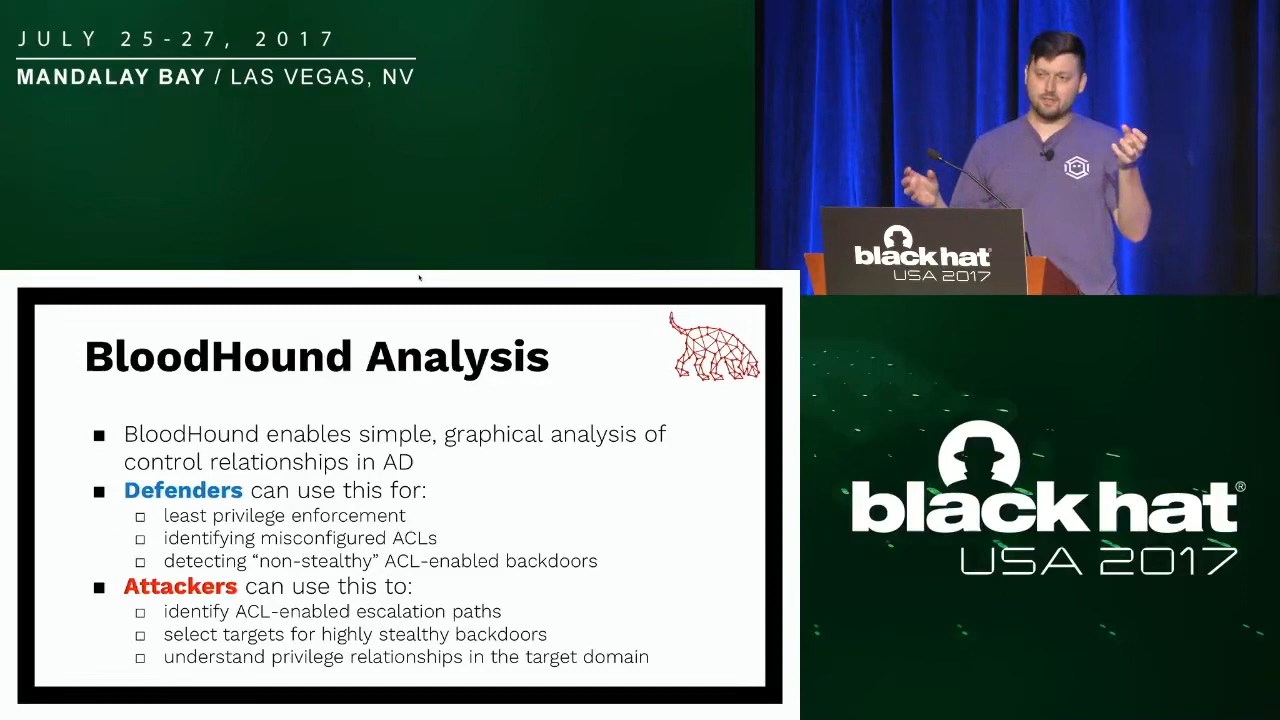 JULY 25-27, 2017
MANDALAY BAY / LAS VEGAS, NV
black hat®
USA 2017
BloodHound Analysis
■ BloodHound enables simple, graphical analysis of
control relationships in AD
■ Defenders can use this for:
□ least privilege enforcement
□ identifying misconfigured ACLs
□ detecting “non-stealthy” ACL-enabled backdoors
■ Attackers can use this to:
□ identify ACL-enabled escalation paths
□ select targets for highly stealthy backdoors
□ understand privilege relationships in the target domain
black hat®
USA 2017